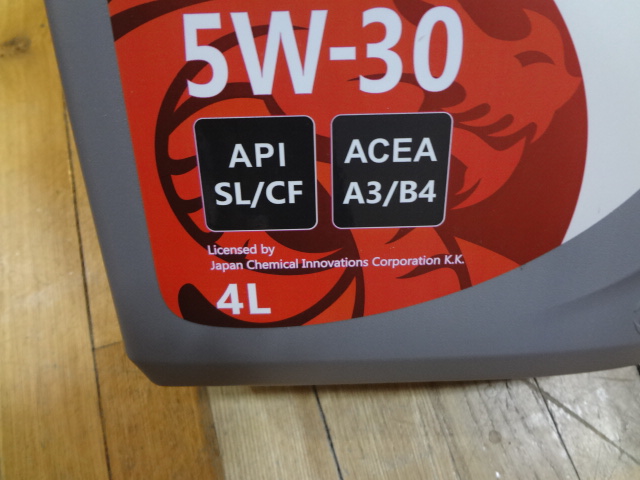 5W-30
API
SL/CF
ACEA
A3/B4
Licensed by
Japan Chemical Innovations Corporation K.K.
4L